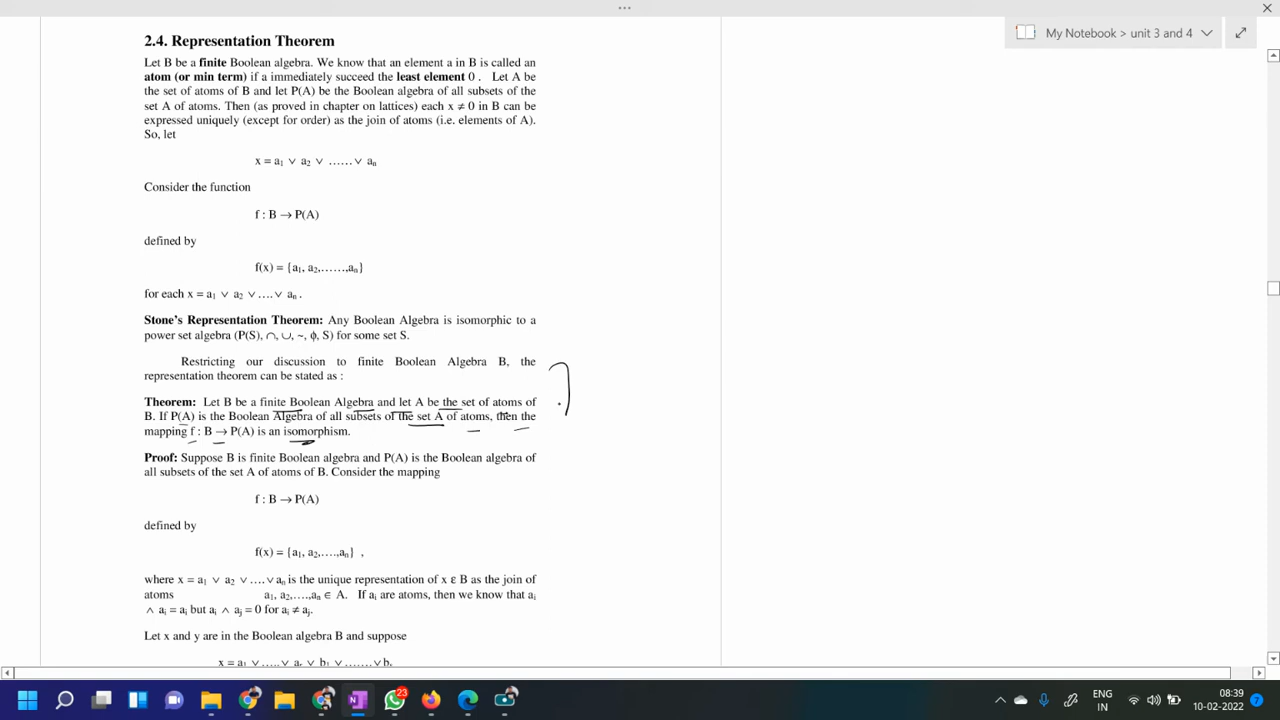 My Notebook > unit 3 and 4
2.4. Representation Theorem
Let B be a finite Boolean algebra. We know that an element a in B is called an
atom (or min term) if a immediately succeed the least element 0 . Let A be
the set of atoms of B and let P(A) be the Boolean algebra of all subsets of the
set A of atoms. Then (as proved in chapter on lattices) each x ≠ 0 in B can be
expressed uniquely (except for order) as the join of atoms (i.e. elements of A).
So, let
x = a₁ ∨ a₂ ∨ ...... ∨ aₙ
Consider the function
f : B → P(A)
defined by
f(x) = {a₁, a₂,......,aₙ}
for each x = a₁ ∨ a₂ ∨ .... ∨ aₙ .
Stone's Representation Theorem: Any Boolean Algebra is isomorphic to a
power set algebra (P(S), ∩, ∪, ~, ϕ, S) for some set S.
Restricting our discussion to finite Boolean Algebra B, the
representation theorem can be stated as :
Theorem: Let B be a finite Boolean Algebra and let A be the set of atoms of
B. If P(A) is the Boolean Algebra of all subsets of the set A of atoms, then the
mapping f : B → P(A) is an isomorphism.
Proof: Suppose B is finite Boolean algebra and P(A) is the Boolean algebra of
all subsets of the set A of atoms of B. Consider the mapping
f : B → P(A)
defined by
f(x) = {a₁, a₂,....,aₙ} ,
where x = a₁ ∨ a₂ ∨ .... ∨ aₙ is the unique representation of x ε B as the join of
atoms a₁, a₂,....,aₙ ∈ A. If aᵢ are atoms, then we know that aᵢ
∧ aᵢ = aᵢ but aᵢ ∧ aⱼ = 0 for aᵢ ≠ aⱼ.
Let x and y are in the Boolean algebra B and suppose
x = a₁ ∨ ..... ∨ aᵣ ∨ b₁ ∨ ....... ∨ bₛ
23
ENG
IN
08:39
10-02-2022
7